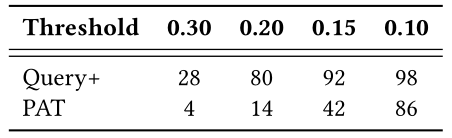 Threshold 0.30 0.20 0.15 0.10
Query+ 28 80 92 98
PAT 4 14 42 86